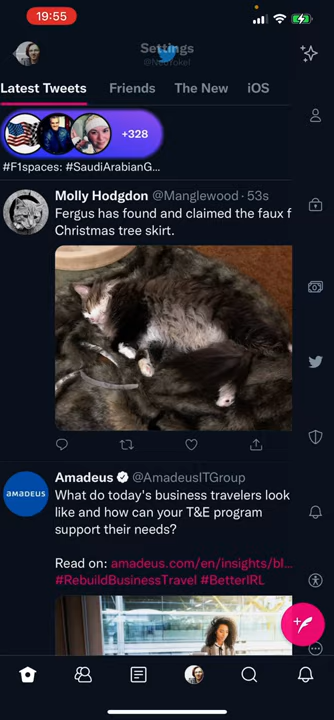 19:55
Settings
Latest Tweets Friends The New iOS
+328
#F1spaces: #SaudiArabianG...
Molly Hodgdon @Manglewood · 53s
Fergus has found and claimed the faux f
Christmas tree skirt.
amadeus
Amadeus @AmadeusITGroup
What do today's business travelers look
like and how can your T&E program
support their needs?
Read on: amadeus.com/en/insights/bl...
#RebuildBusinessTravel #BetterIRL